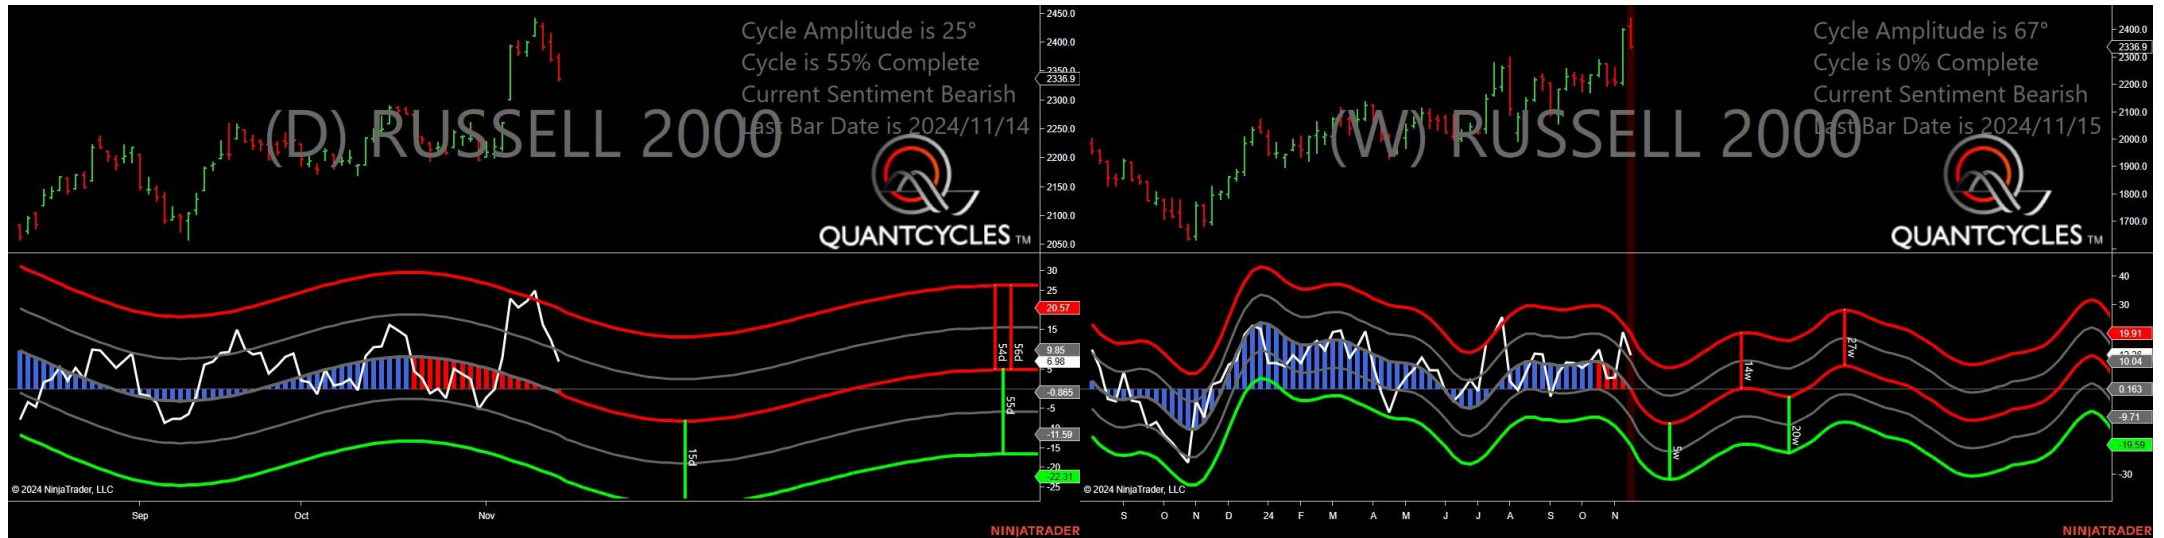 Cycle Amplitude is 25°
Cycle is 55% Complete
Current Sentiment Bearish
Last Bar Date is 2024/11/14
(D) RUSSELL 2000
QUANTCYCLES TM
2450.0
2400.0
2350.0
2336.9
2300.0
2250.0
2200.0
2150.0
2100.0
2050.0
30
25
20.57
15
9.85
6.98
5
-0.865
-5
-10
-11.59
-15
-20
-22.31
-25
15d
54d
56d
55d
© 2024 NinjaTrader, LLC
Sep
Oct
Nov
NINJATRADER
Cycle Amplitude is 67°
Cycle is 0% Complete
Current Sentiment Bearish
Last Bar Date is 2024/11/15
(W) RUSSELL 2000
QUANTCYCLES TM
2400.0
2336.9
2300.0
2200.0
2100.0
2000.0
1900.0
1800.0
1700.0
40
30
19.91
10.04
0.163
-9.71
-19.59
-30
5w
14w
20w
27w
© 2024 NinjaTrader, LLC
S O N D 24 F M A M J J A S O N
NINJATRADER